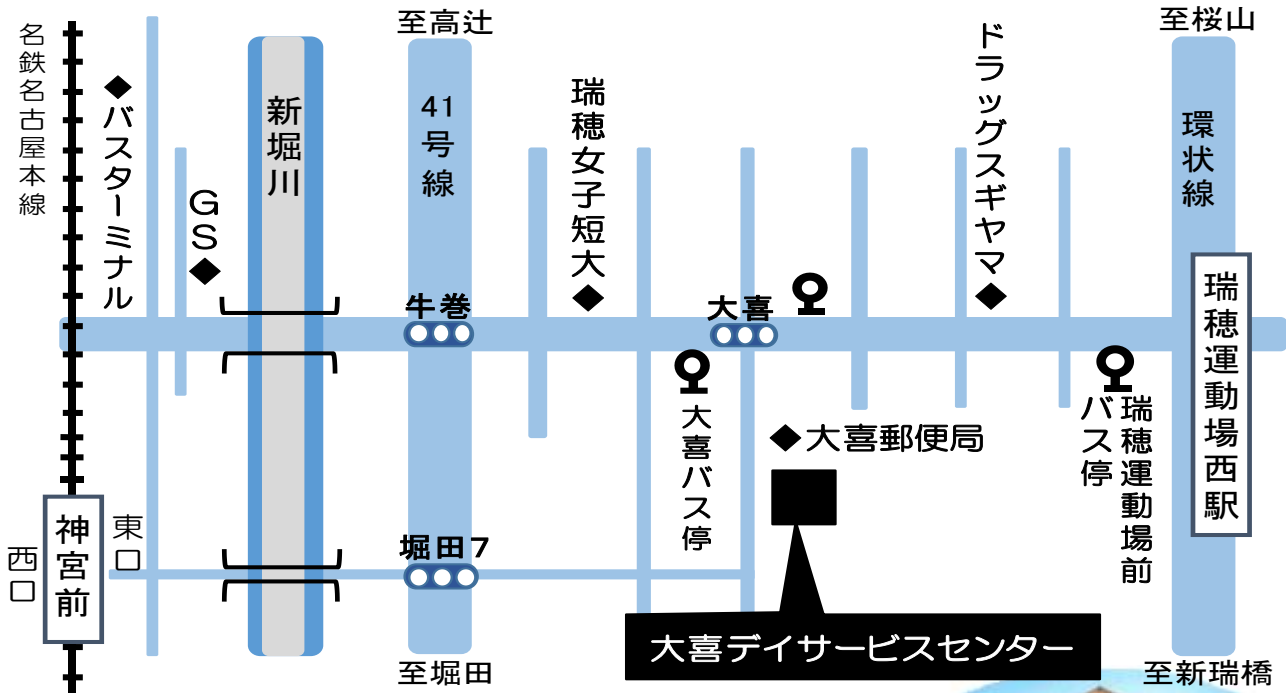 至高辻
至桜山
名鉄名古屋本線
◆バスターミナル
GS◆
新堀川
41号線
瑞穂女子短大◆
ドラッグスギヤマ◆
環状線
牛巻
大喜
瑞穂運動場西駅
大喜バス停
◆大喜郵便局
瑞穂運動場前
バス停
西口
神宮前
東口
堀田7
大喜デイサービスセンター
至堀田
至新瑞橋